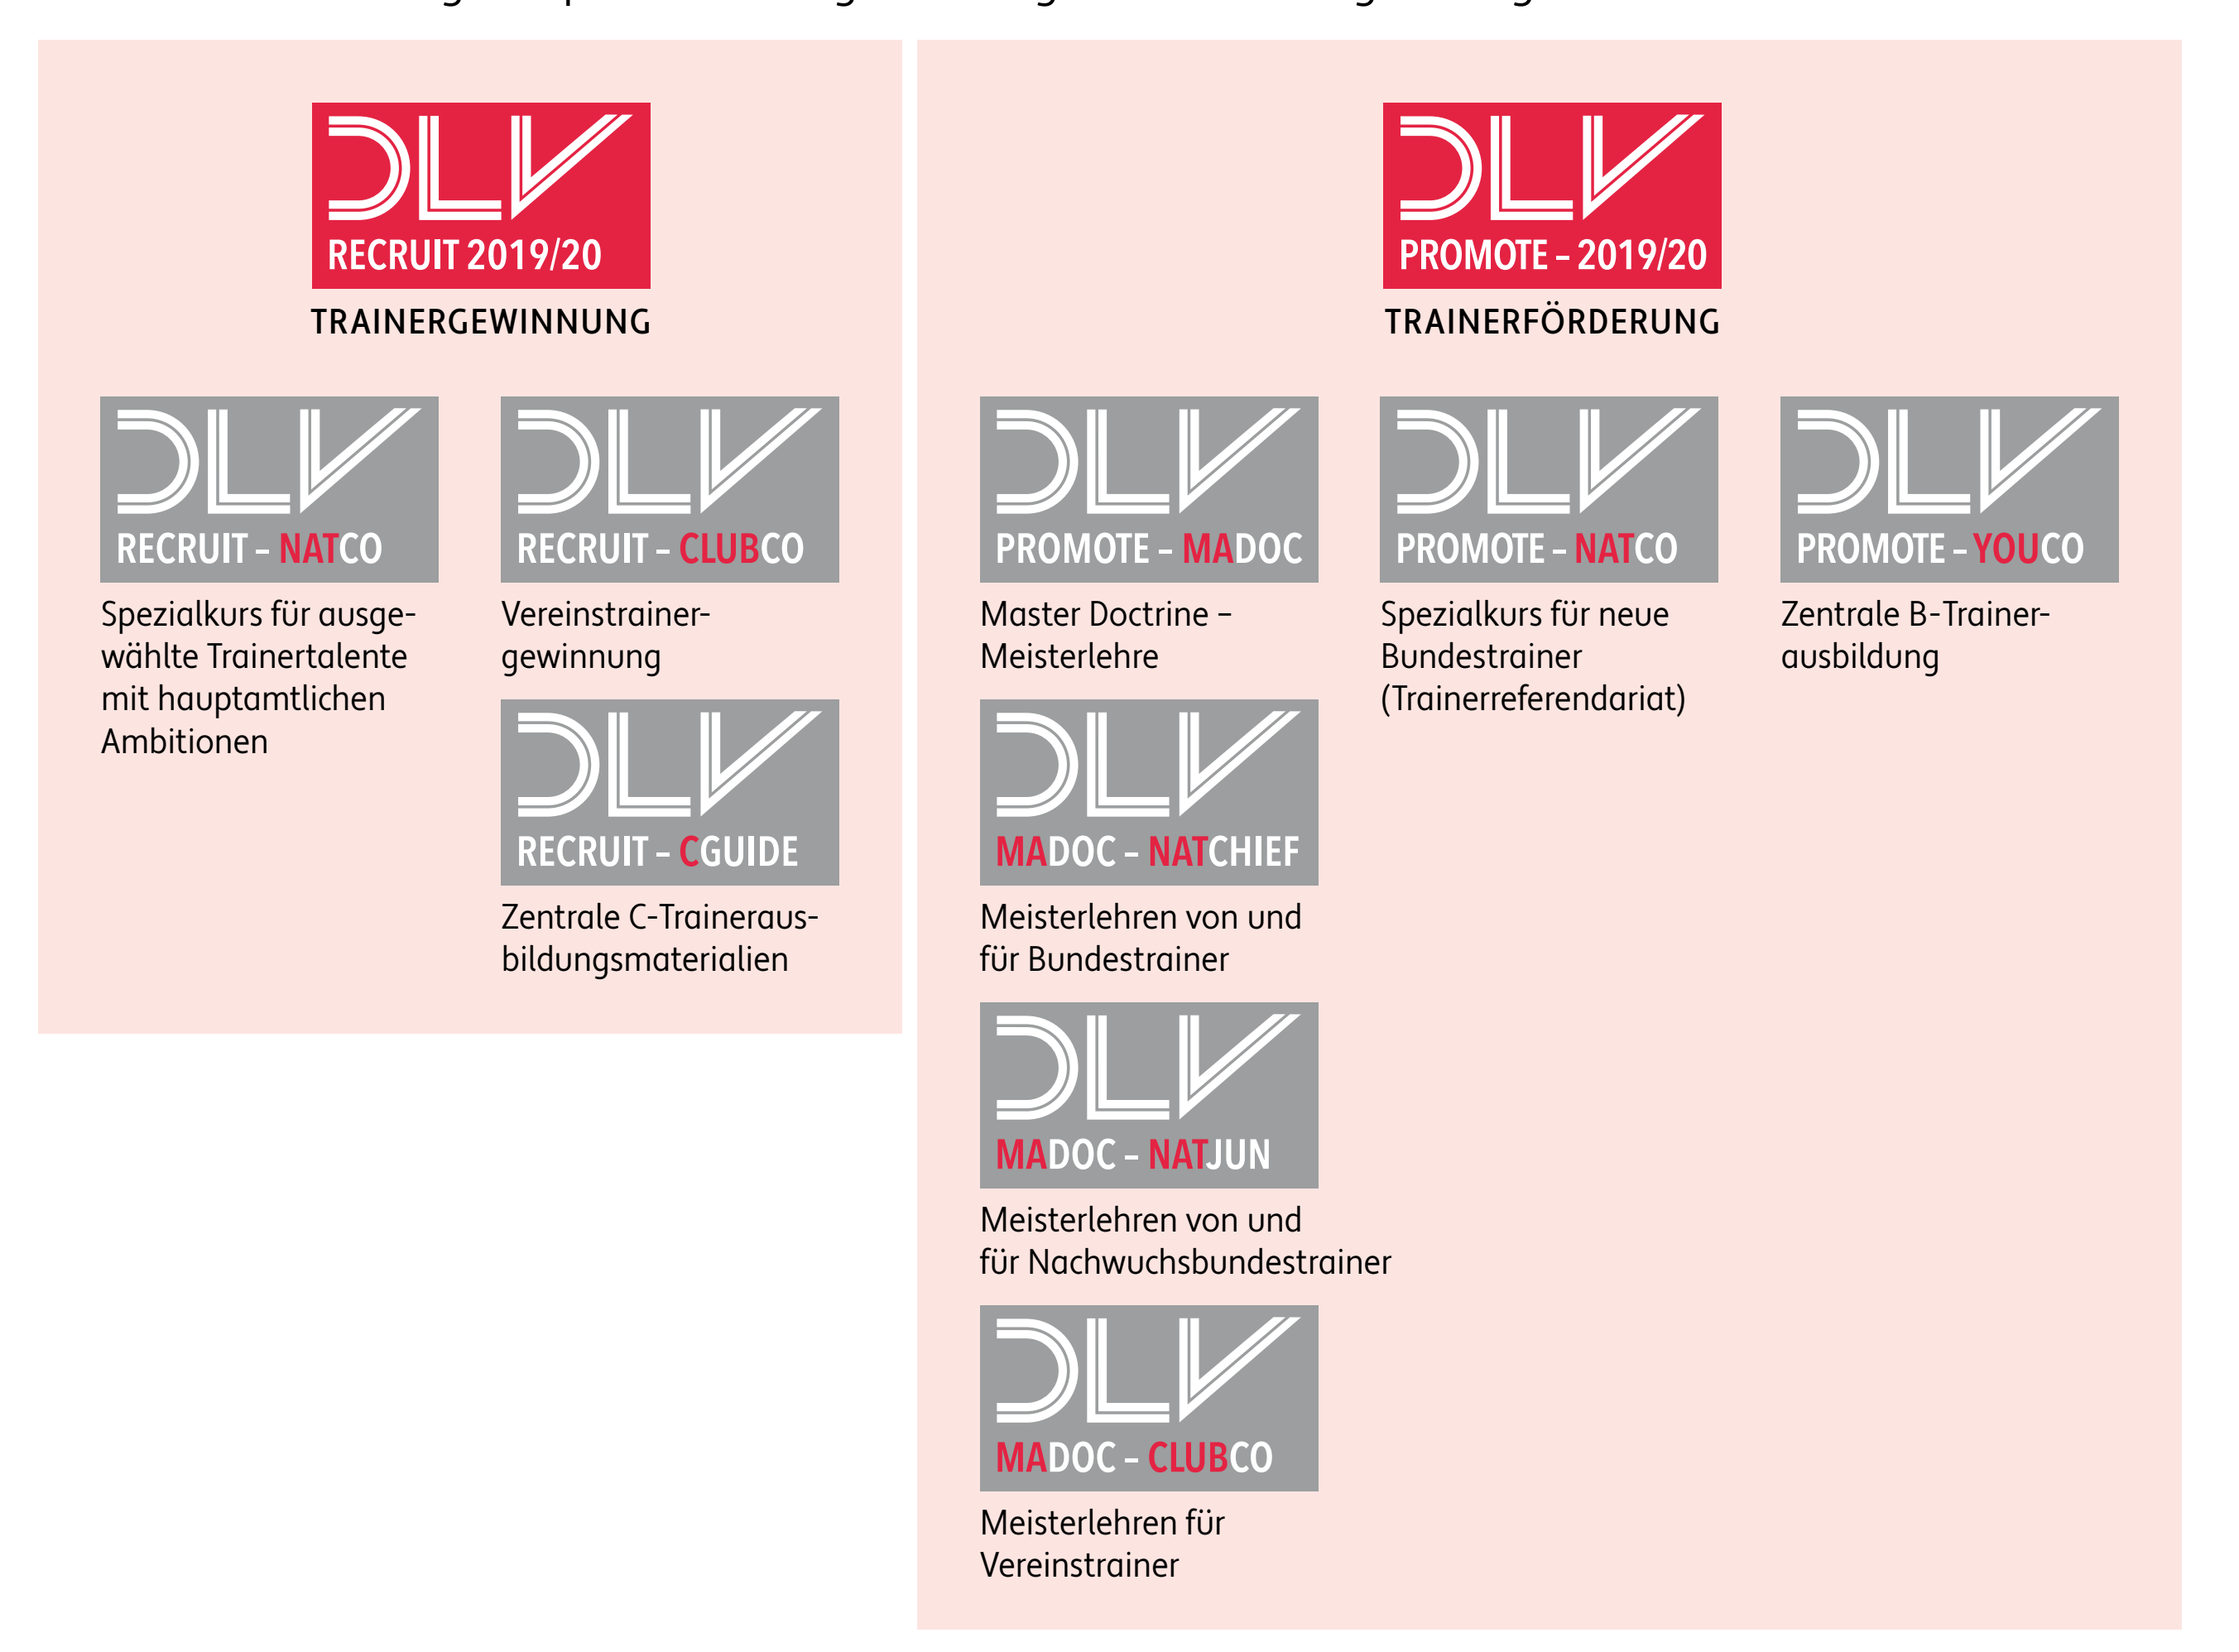 DLV
RECRUIT 2019/20
TRAINERGEWINNUNG
DLV
RECRUIT – NATCO
Spezialkurs für ausge-
wählte Trainertalente
mit hauptamtlichen
Ambitionen
DLV
RECRUIT – CLUBCO
Vereinstrainer-
gewinnung
DLV
RECRUIT – CGUIDE
Zentrale C-Traineraus-
bildungsmaterialien
DLV
PROMOTE – 2019/20
TRAINERFÖRDERUNG
DLV
PROMOTE – MADOC
Master Doctrine –
Meisterlehre
DLV
MADOC – NATCHIEF
Meisterlehren von und
für Bundestrainer
DLV
MADOC – NATJUN
Meisterlehren von und
für Nachwuchsbundestrainer
DLV
MADOC – CLUBCO
Meisterlehren für
Vereinstrainer
DLV
PROMOTE – NATCO
Spezialkurs für neue
Bundestrainer
(Trainerreferendariat)
DLV
PROMOTE – YOUCO
Zentrale B-Trainer-
ausbildung